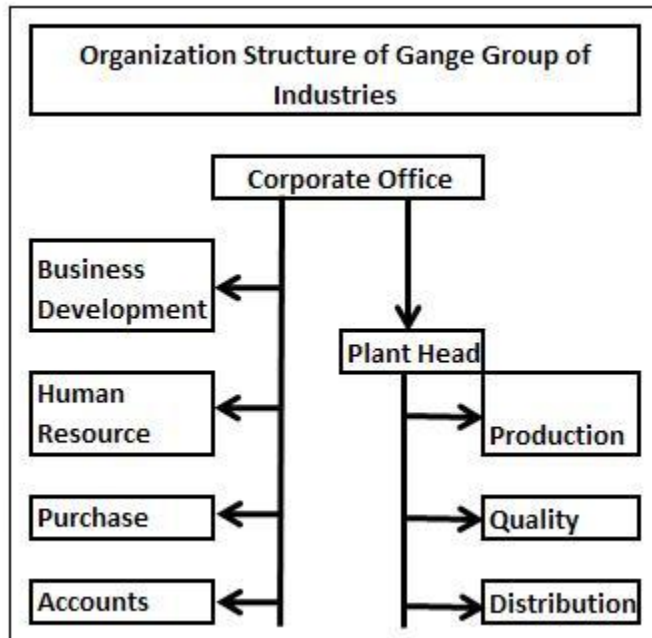 Organization Structure of Gange Group of
Industries
Corporate Office
Business
Development
Plant Head
Human
Resource
Production
Purchase
Quality
Accounts
Distribution